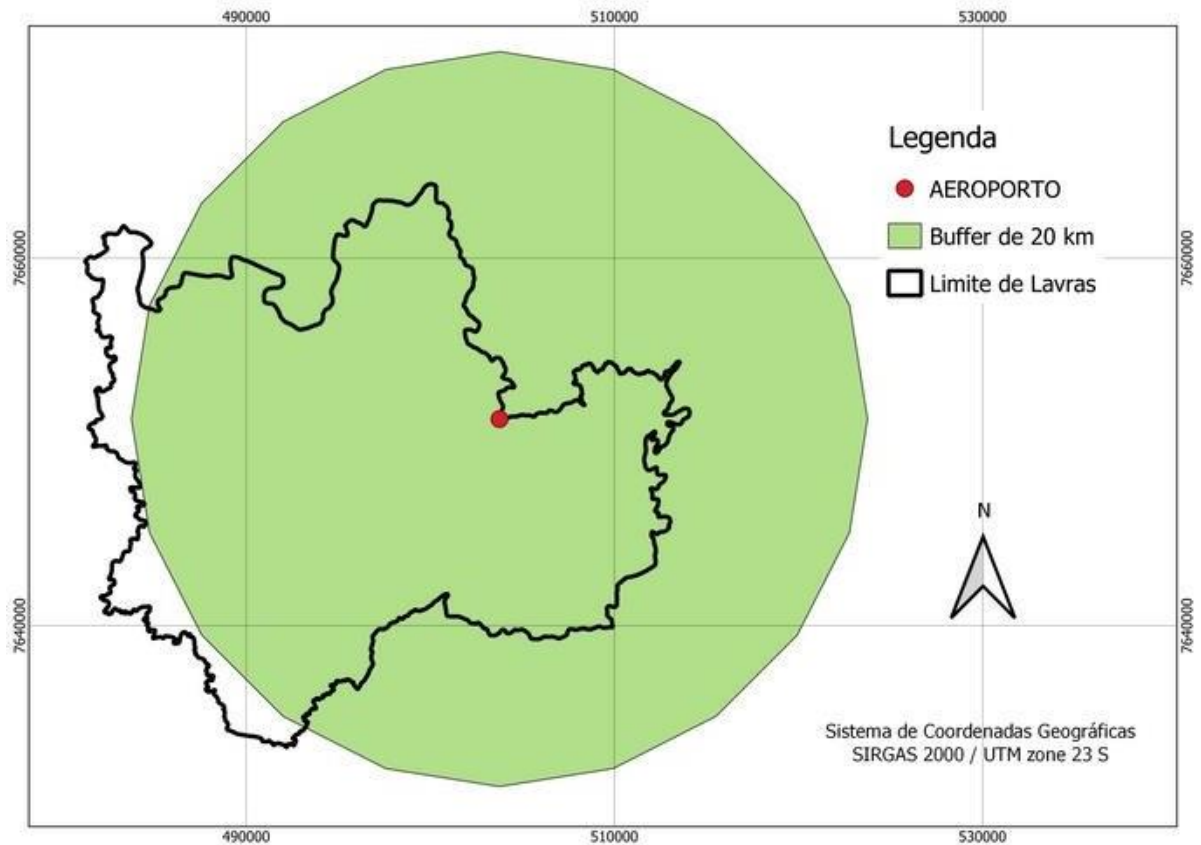 490000
510000
530000
7660000
7660000
7640000
7640000
Legenda
AEROPORTO
Buffer de 20 km
Limite de Lavras
N
Sistema de Coordenadas Geográficas
SIRGAS 2000 / UTM zone 23 S
490000
510000
530000